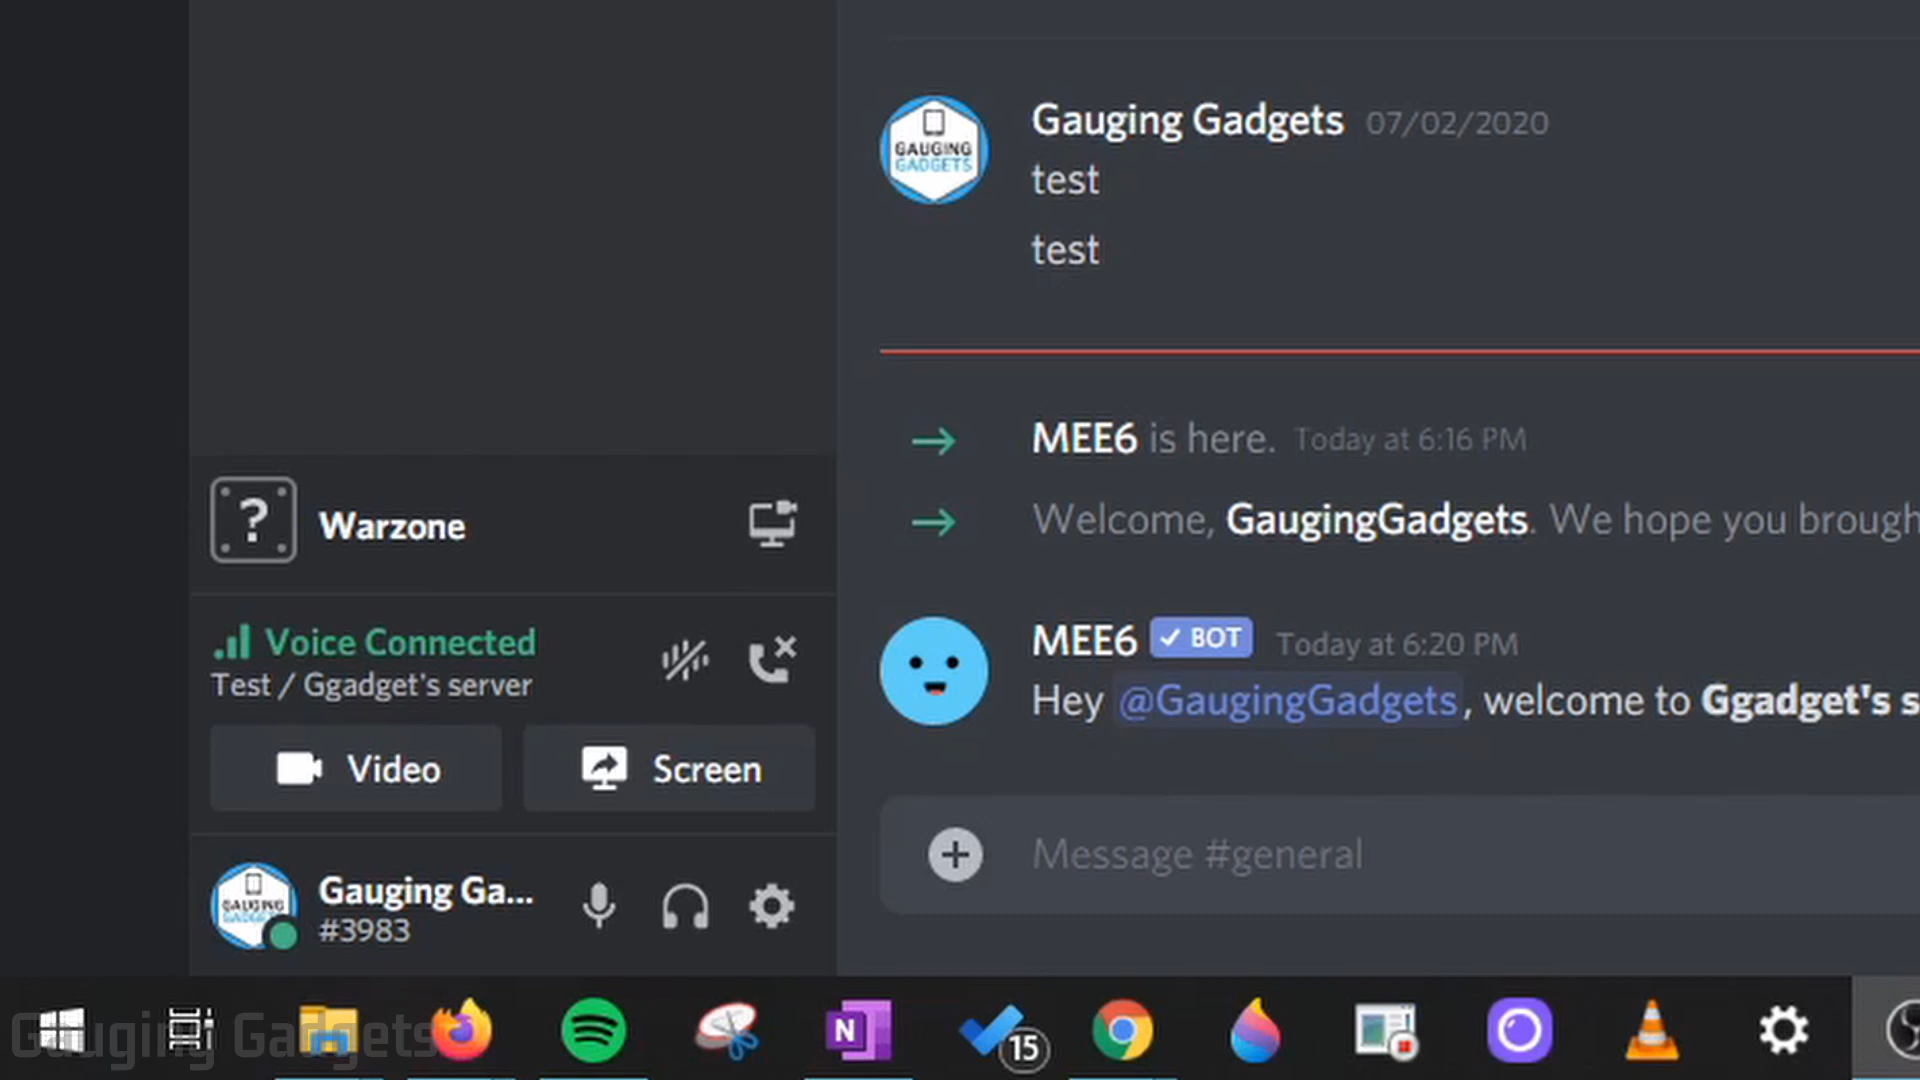 Gauging Gadgets 07/02/2020
GAUGING
GADGETS
test
test
MEE6 is here. Today at 6:16 PM
Welcome, GaugingGadgets. We hope you brough
MEE6 BOT Today at 6:20 PM
Hey @GaugingGadgets, welcome to Ggadget's s
Message #general
? Warzone
Voice Connected
Test / Ggadget's server
Video
Screen
GAUGING
GADGETS
Gauging Ga...
#3983
N
15
Gauging Gadgets